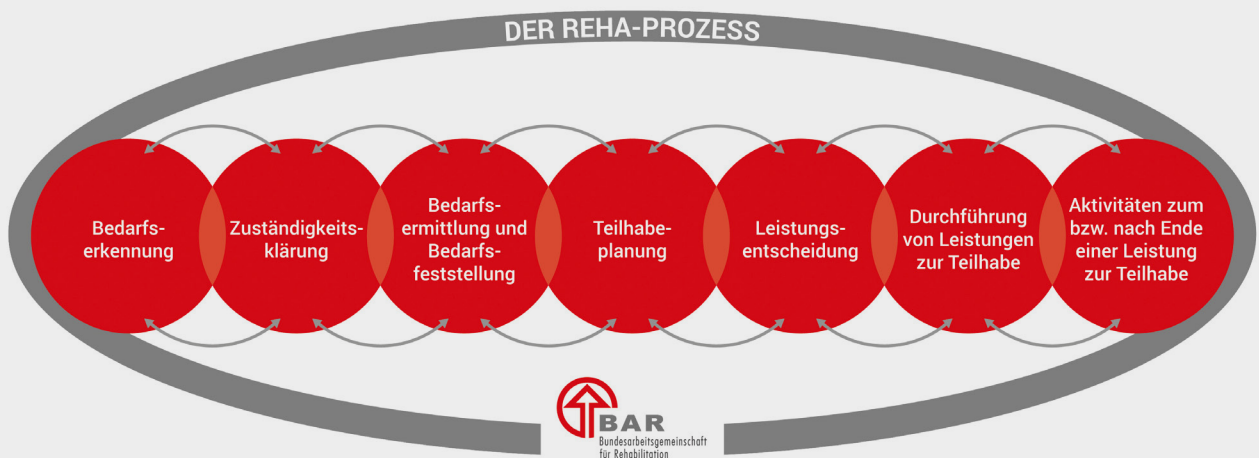 DER REHA-PROZESS
Bedarfs-
erkennung
Zuständigkeits-
klärung
Bedarfs-
ermittlung und
Bedarfs-
feststellung
Teilhabe-
planung
Leistungs-
entscheidung
Durchführung
von Leistungen
zur Teilhabe
Aktivitäten zum
bzw. nach Ende
einer Leistung
zur Teilhabe
BAR
Bundesarbeitsgemeinschaft
für Rehabilitation